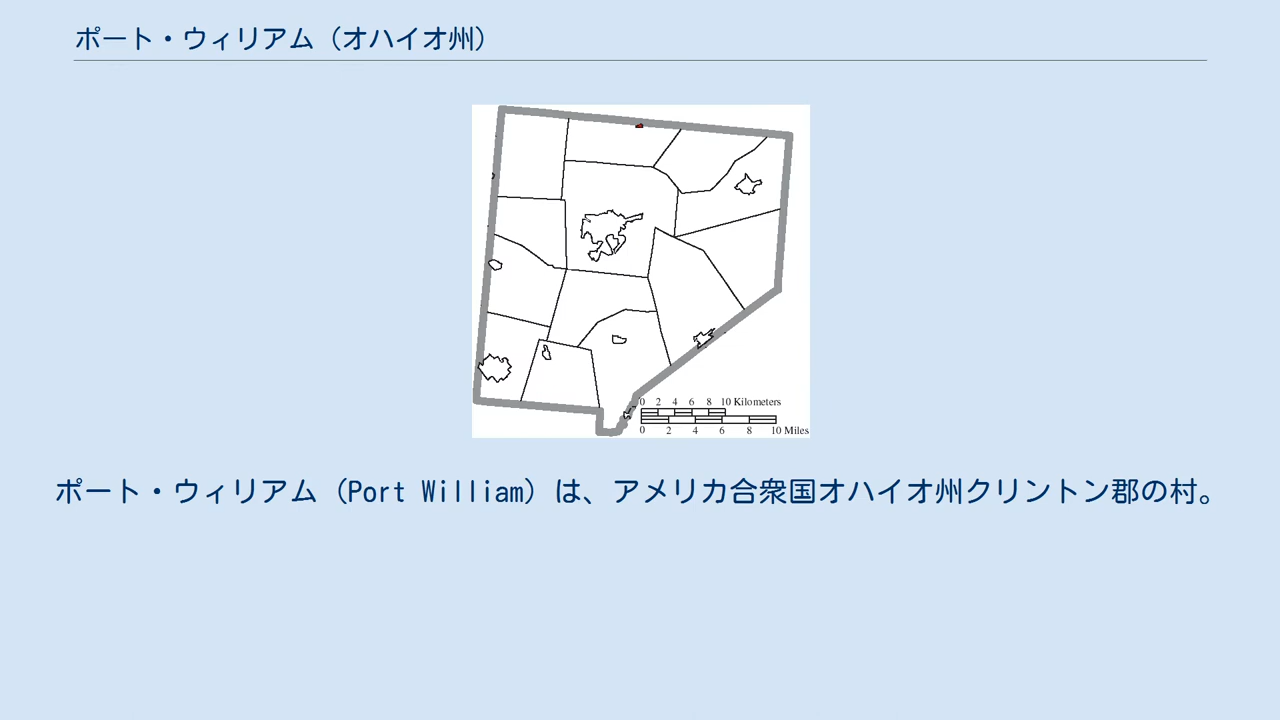 ポート・ウィリアム（オハイオ州）
0 2 4 6 8 10 Kilometers
0 2 4 6 8 10 Miles
ポート・ウィリアム（Port William）は、アメリカ合衆国オハイオ州クリントン郡の村。